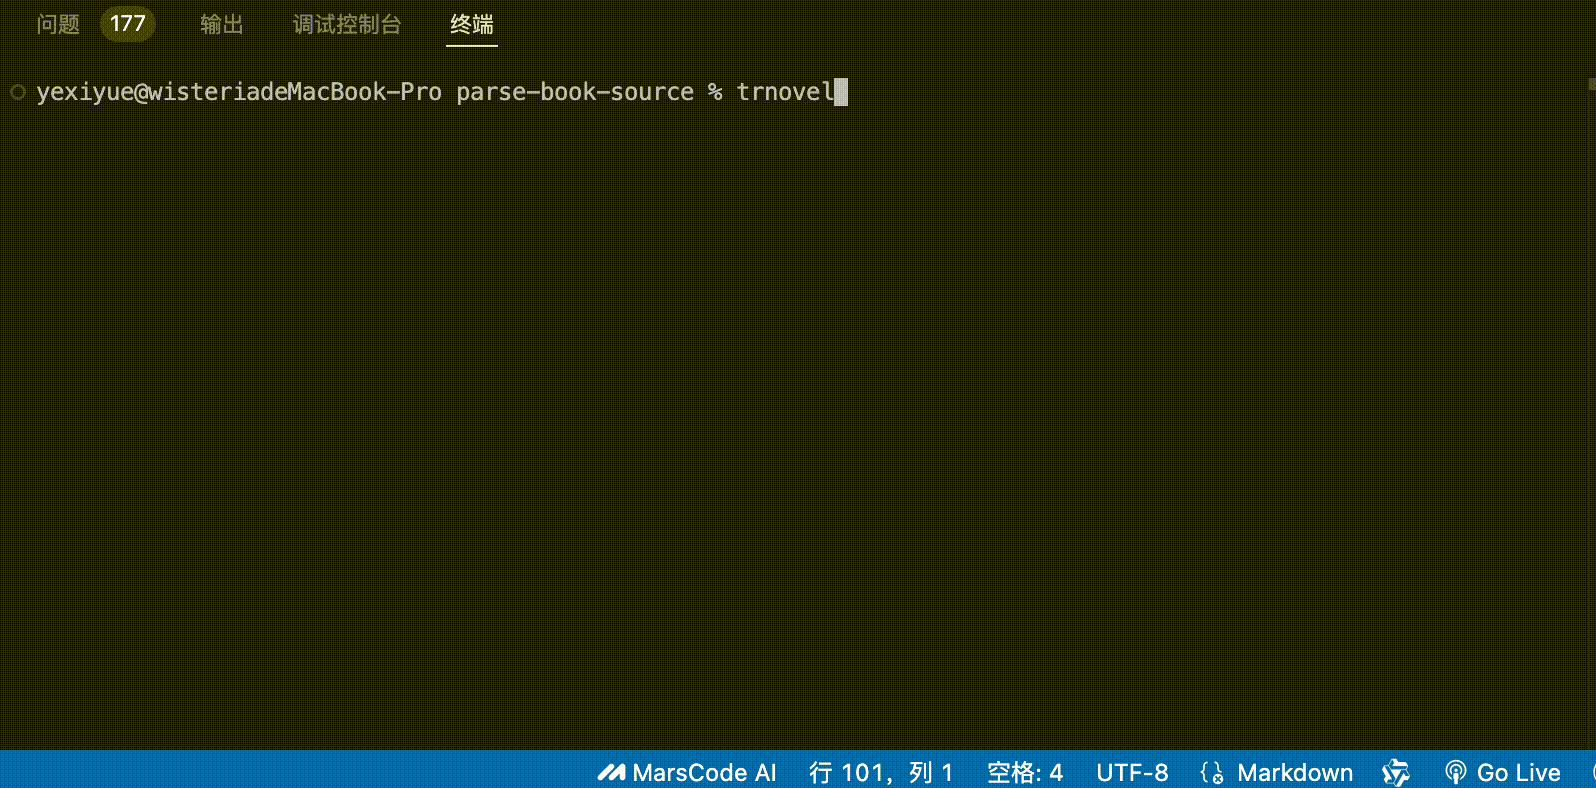 问题 177 输出 调试控制台 终端
yexiyue@wisteriadeMacBook-Pro parse-book-source % trnovel
MarsCode AI 行 101，列 1 空格: 4 UTF-8 Markdown Go Live